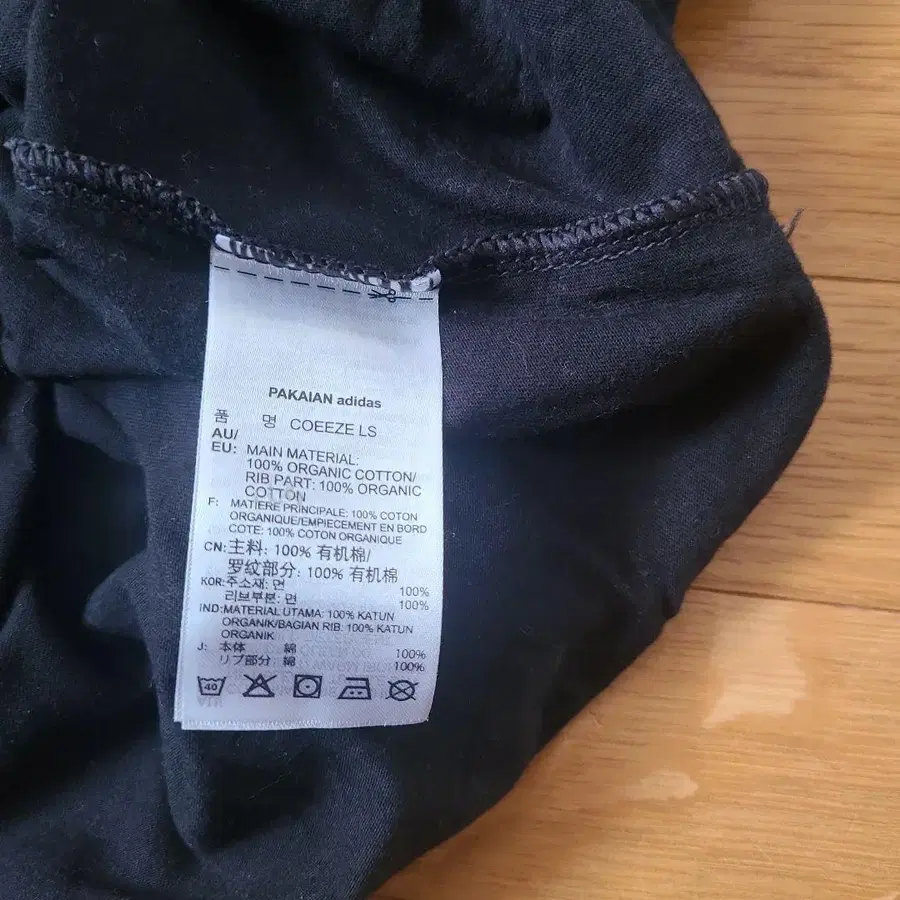 PAKAIAN adidas
품 명 COEEZE LS
AU/
EU: MAIN MATERIAL:
100% ORGANIC COTTON/
RIB PART: 100% ORGANIC
COTTON
F: MATIÈRE PRINCIPALE: 100% COTON
ORGANIQUE/EMPIECEMENT EN BORD
COTE: 100% COTON ORGANIQUE
CN: 主料: 100% 有机棉/
罗纹部分: 100% 有机棉
KOR: 주소재: 면 100%
리브부분: 면 100%
IND: MATERIAL UTAMA: 100% KATUN
ORGANIK/BAGIAN RIB: 100% KATUN
ORGANIK
J: 本体 綿 100%
リブ部分 綿 100%
40